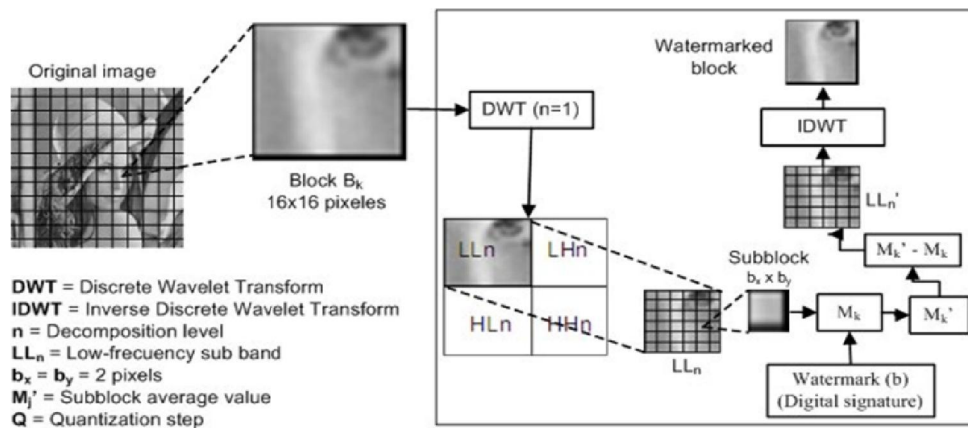 Original image
Block Bₖ
16x16 pixeles
DWT (n=1)
LLn
LHn
HLn
HHn
LLₙ
Subblock
bₓ x bᵧ
Mₖ
Mₖ'
Mₖ' - Mₖ
Watermark (b)
(Digital signature)
LLₙ'
IDWT
Watermarked
block
DWT = Discrete Wavelet Transform
IDWT = Inverse Discrete Wavelet Transform
n = Decomposition level
LLₙ = Low-frecuency sub band
bₓ = bᵧ = 2 pixels
Mⱼ' = Subblock average value
Q = Quantization step